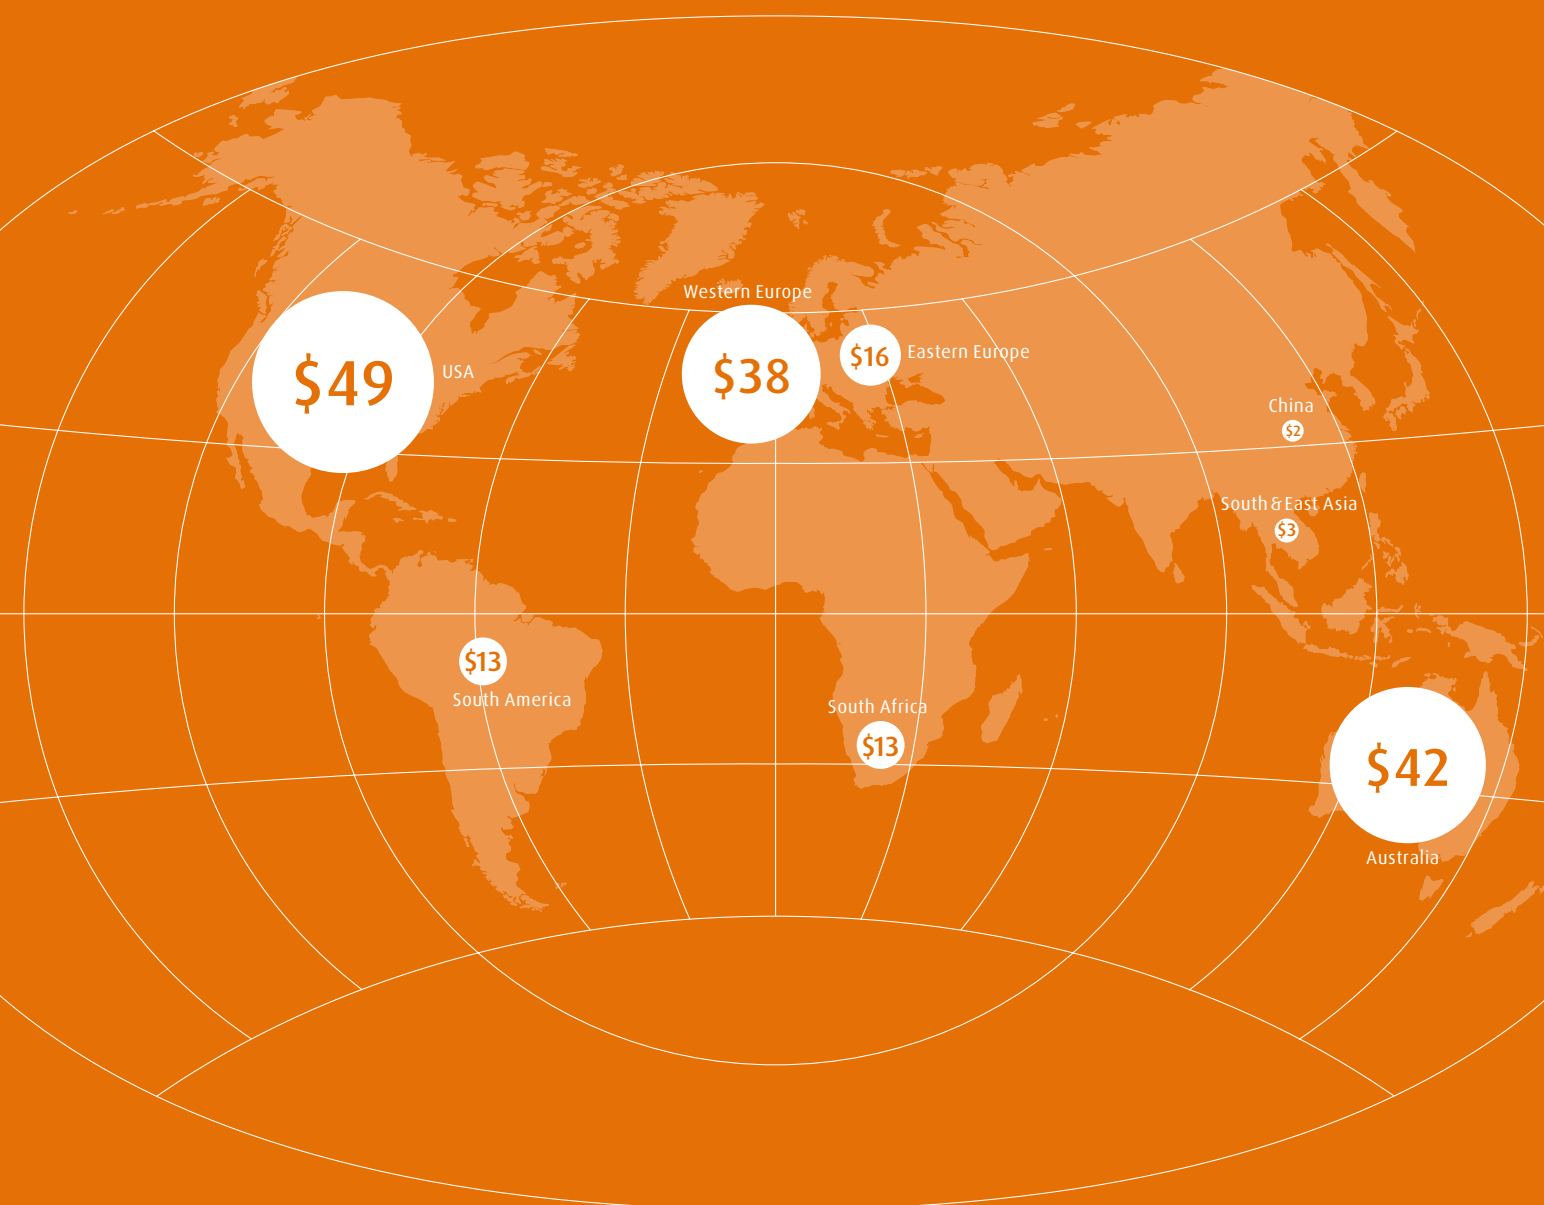 Western Europe
$38
$16
Eastern Europe
$49
USA
China
$2
South & East Asia
$3
$13
South America
South Africa
$13
$42
Australia